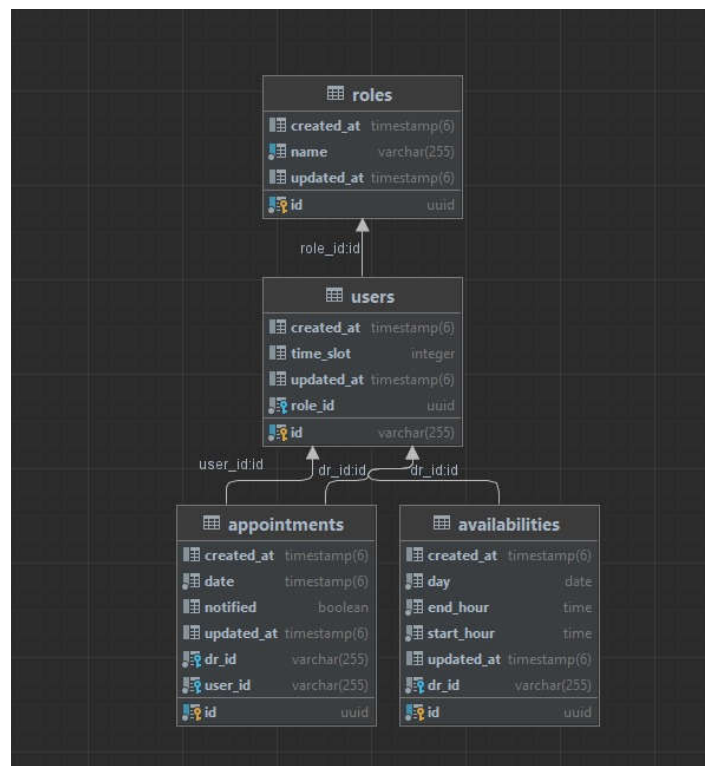 roles
created_at timestamp(6)
name varchar(255)
updated_at timestamp(6)
id uuid
role_id:id
users
created_at timestamp(6)
time_slot integer
updated_at timestamp(6)
role_id uuid
id varchar(255)
user_id:id dr_id:id dr_id:id
appointments
created_at timestamp(6)
date timestamp(6)
notified boolean
updated_at timestamp(6)
dr_id varchar(255)
user_id varchar(255)
id uuid
availabilities
created_at timestamp(6)
day date
end_hour time
start_hour time
updated_at timestamp(6)
dr_id varchar(255)
id uuid